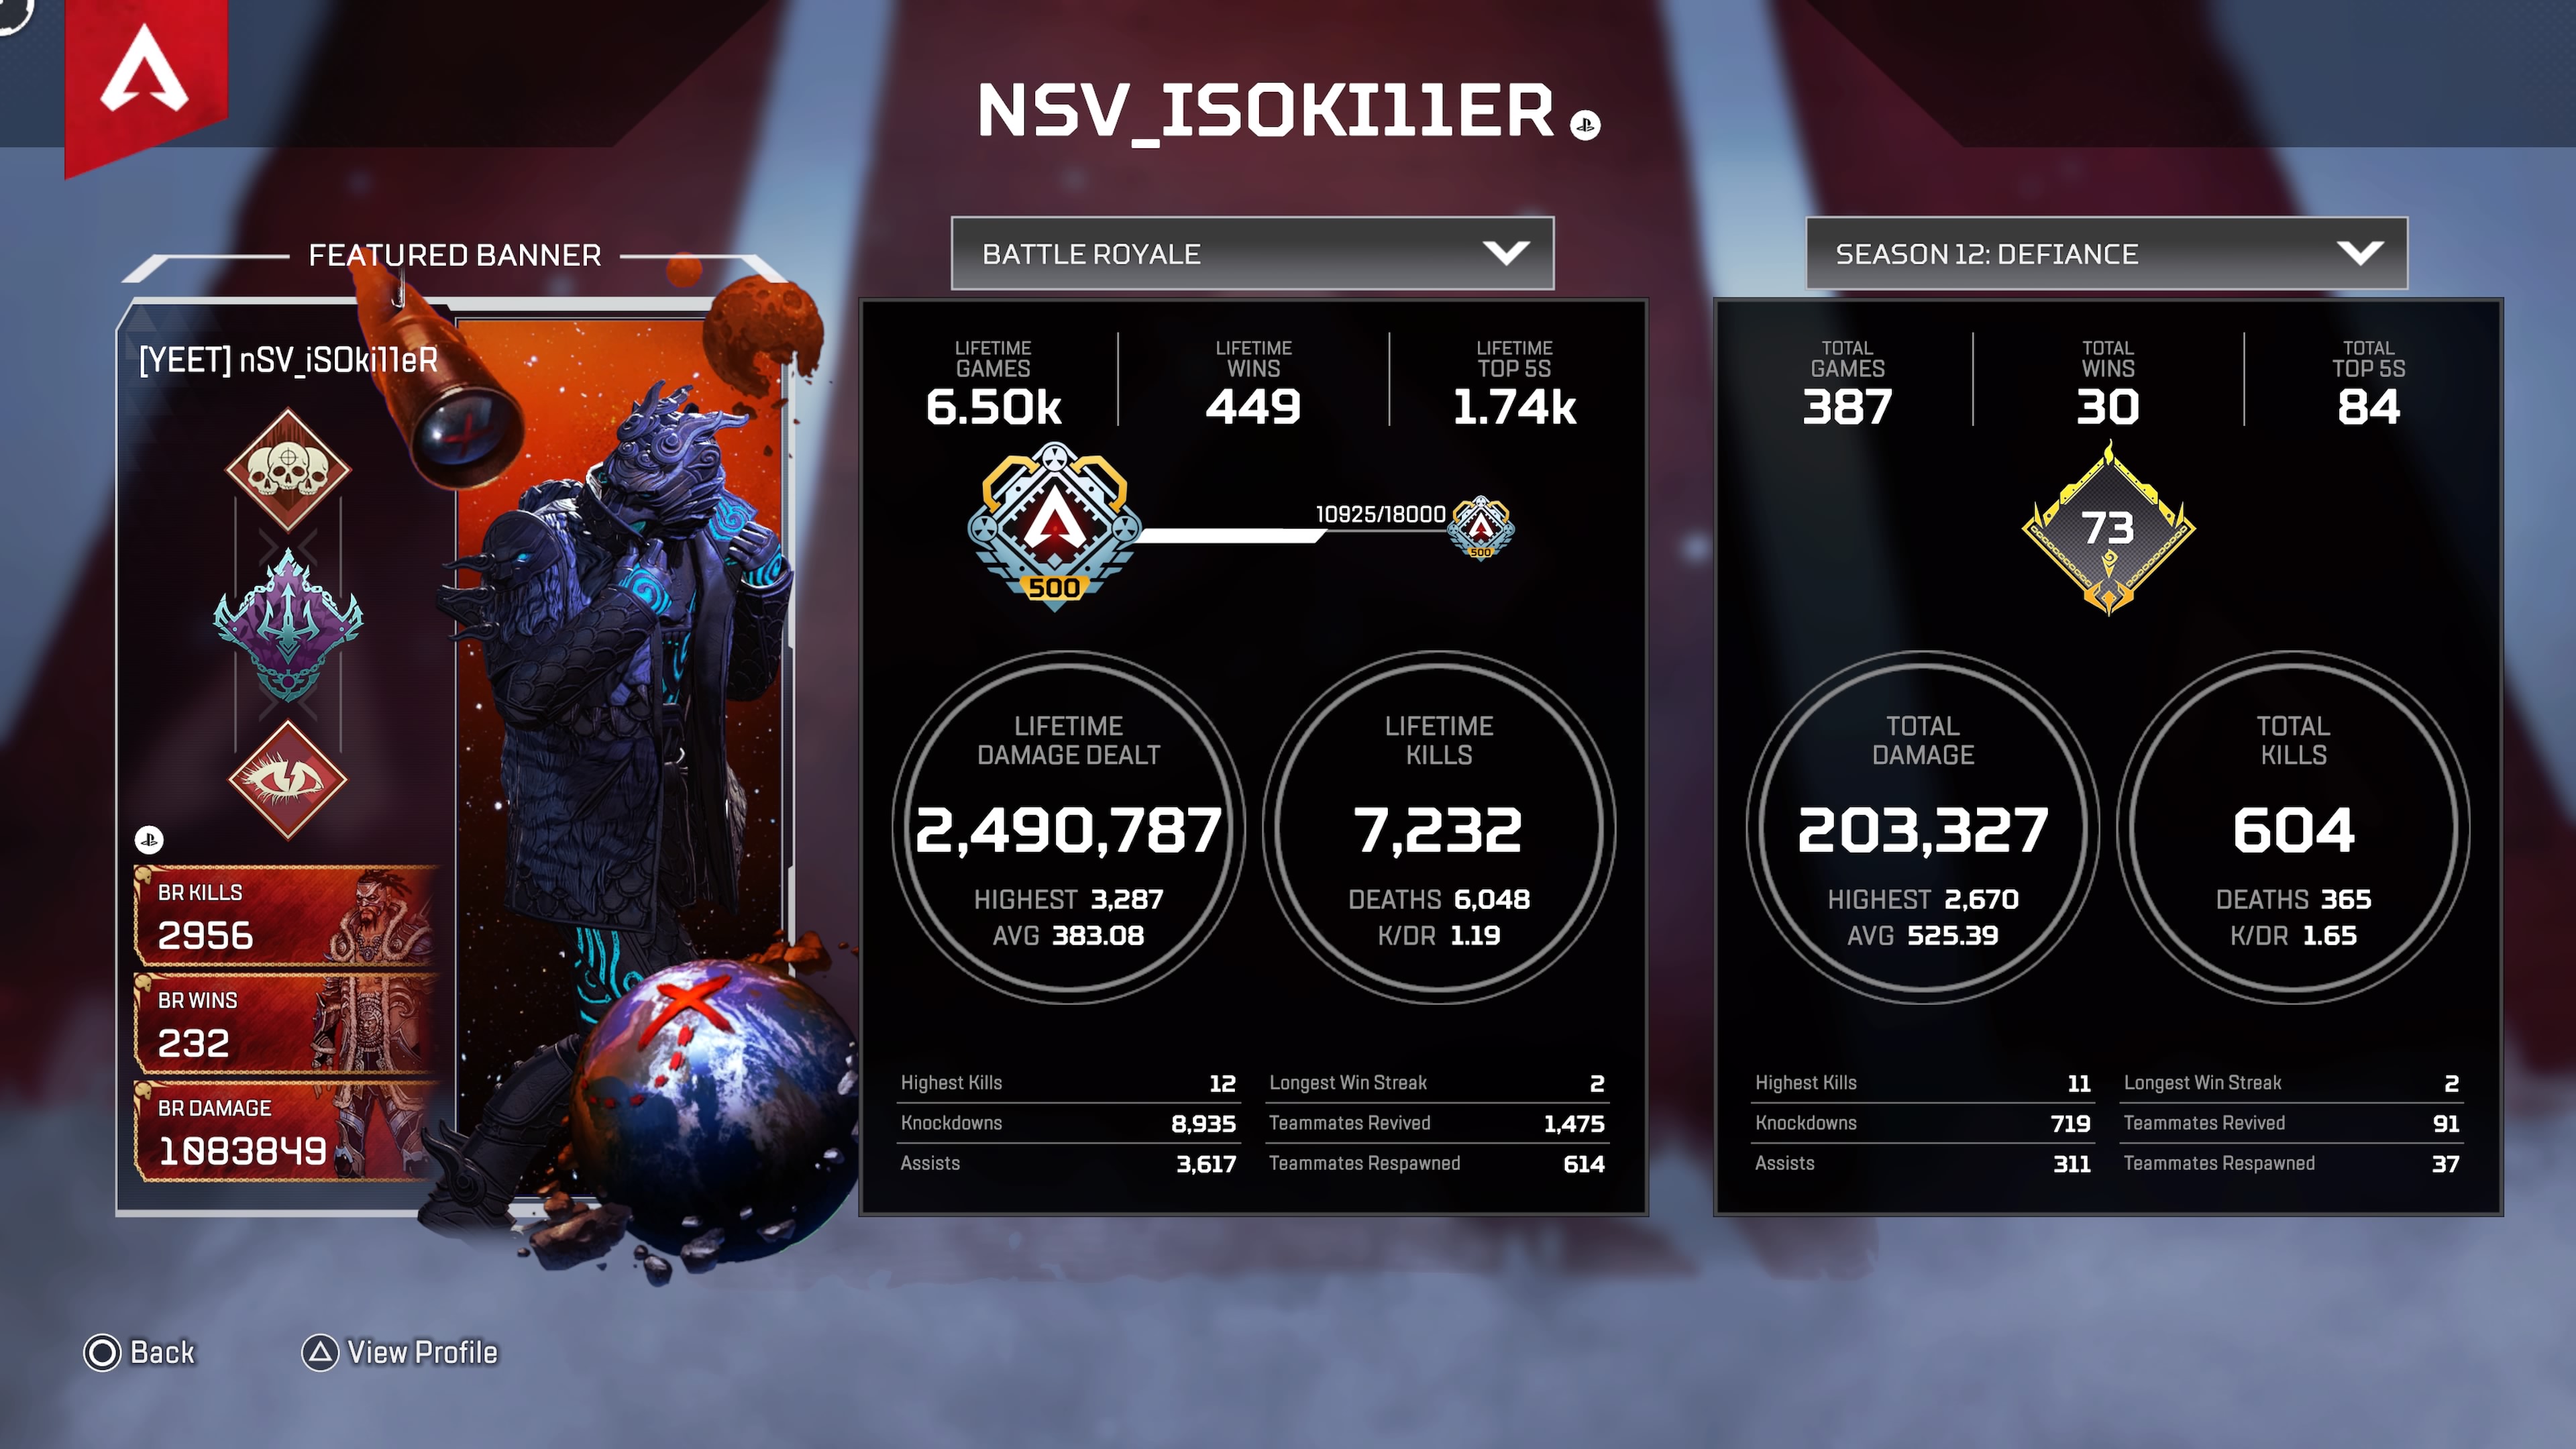 NSV_ISOKI11ER
FEATURED BANNER
[YEET] nSV_iSOki11eR
BR KILLS
2956
BR WINS
232
BR DAMAGE
1083849
BATTLE ROYALE
LIFETIME
GAMES
6.50k
LIFETIME
WINS
449
LIFETIME
TOP 5S
1.74k
500
10925/18000
500
LIFETIME
DAMAGE DEALT
2,490,787
HIGHEST 3,287
AVG 383.08
LIFETIME
KILLS
7,232
DEATHS 6,048
K/DR 1.19
Highest Kills 12
Knockdowns 8,935
Assists 3,617
Longest Win Streak 2
Teammates Revived 1,475
Teammates Respawned 614
SEASON 12: DEFIANCE
TOTAL
GAMES
387
TOTAL
WINS
30
TOTAL
TOP 5S
84
73
TOTAL
DAMAGE
203,327
HIGHEST 2,670
AVG 525.39
TOTAL
KILLS
604
DEATHS 365
K/DR 1.65
Highest Kills 11
Knockdowns 719
Assists 311
Longest Win Streak 2
Teammates Revived 91
Teammates Respawned 37
Back
View Profile